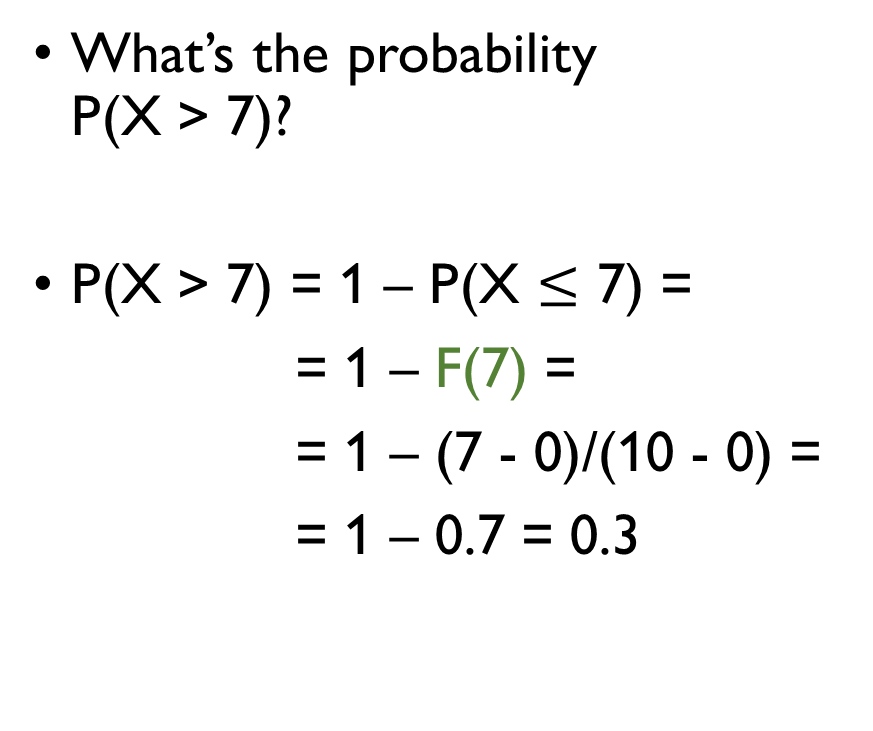 • What’s the probability
P(X > 7)?
• P(X > 7) = 1 – P(X ≤ 7) =
= 1 – F(7) =
= 1 – (7 - 0)/(10 - 0) =
= 1 – 0.7 = 0.3